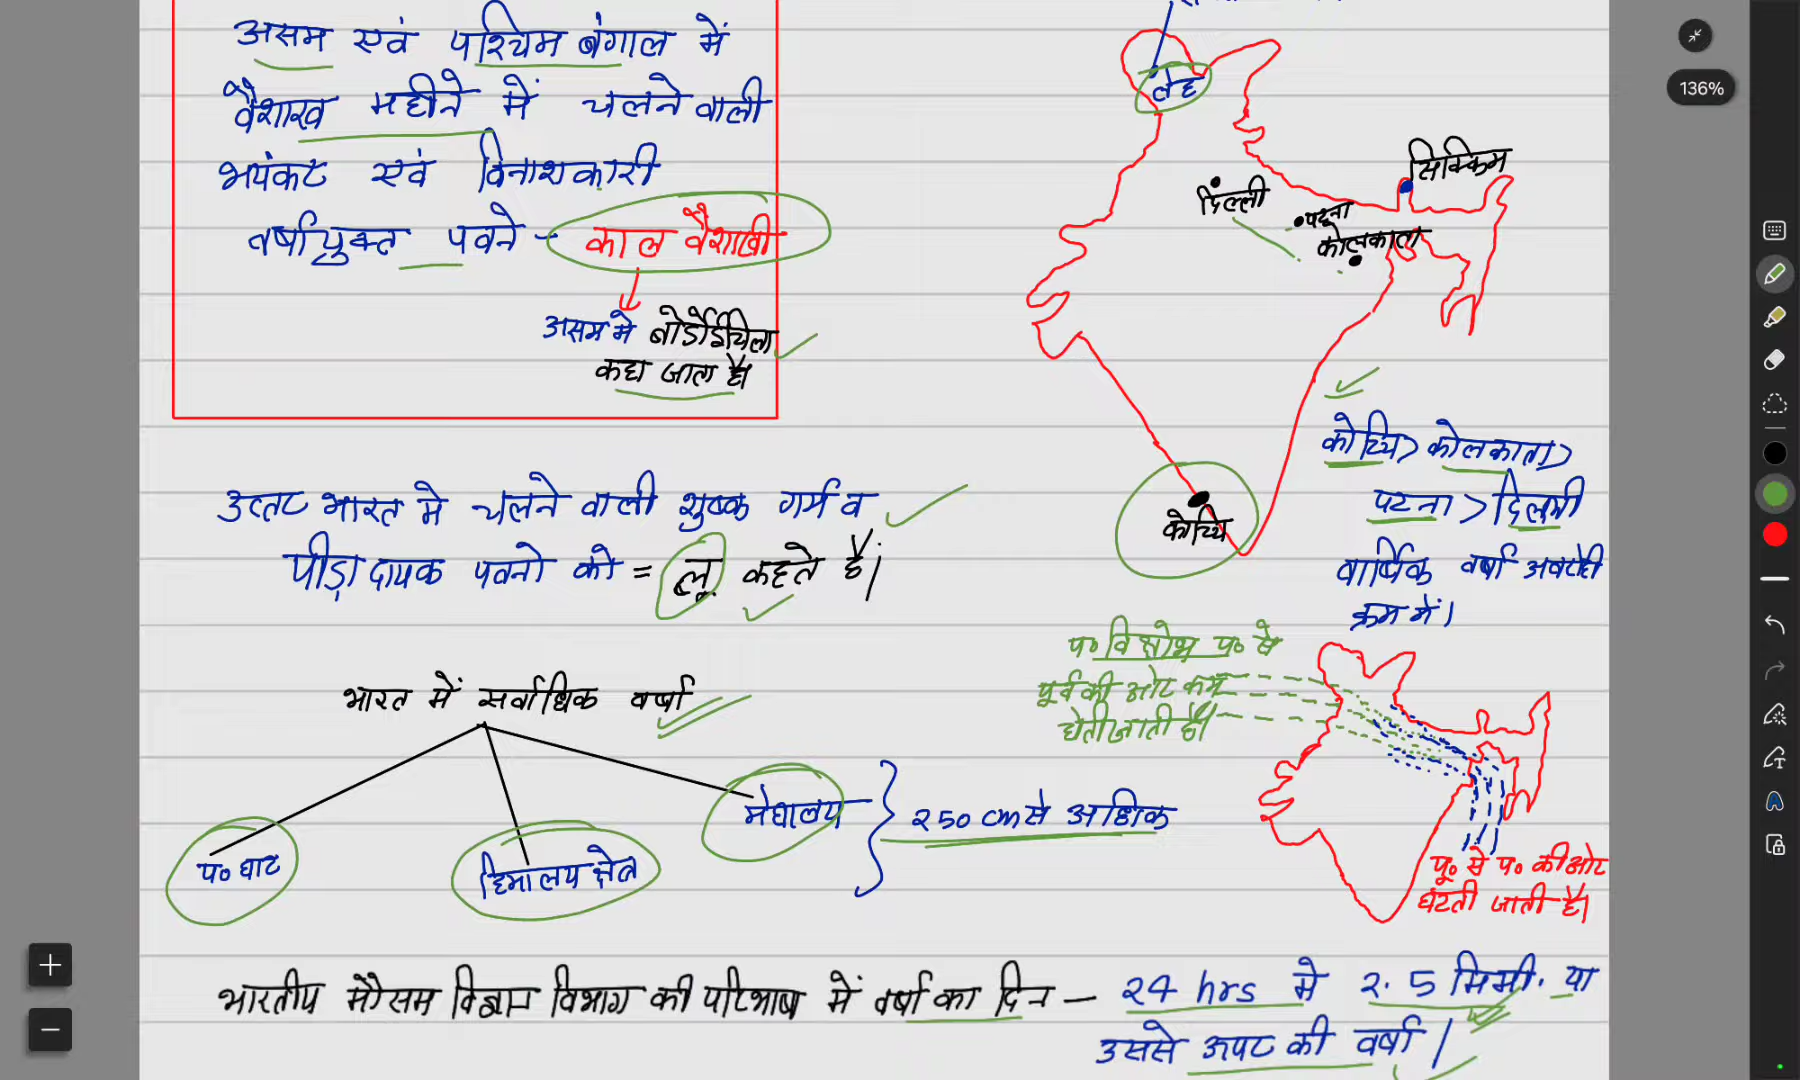 असम एवं पश्चिम बंगाल में
वैशाख महीने में चलने वाली
भयंकर एवं विनाशकारी
वर्षायुक्त पवने - काल वैशाखी
असम मे बोर्डोईचिला
कहा जाता है।
उत्तर भारत मे चलने वाली शुष्क गर्म व
पीड़ा दायक पवनो को = लू कहते है।
भारत में सर्वाधिक वर्षा
प० घाट
हिमालय क्षेत्र
मेघालय
250 cm से अधिक
लेह
सिक्किम
दिल्ली
पटना
कोलकाता
कोच्चि
कोच्चि > कोलकाता >
पटना > दिल्ली
वार्षिक वर्षा अवरोही
क्रम में।
प० विक्षोभ प० से
पूर्व की ओर कम
होती जाती है।
पू० से प० की ओर
घटती जाती है।
भारतीय मौसम विज्ञान विभाग की परिभाषा में वर्षा का दिन - 24 hrs मे 2.5 मिमी. या
उससे ऊपर की वर्षा।
136%